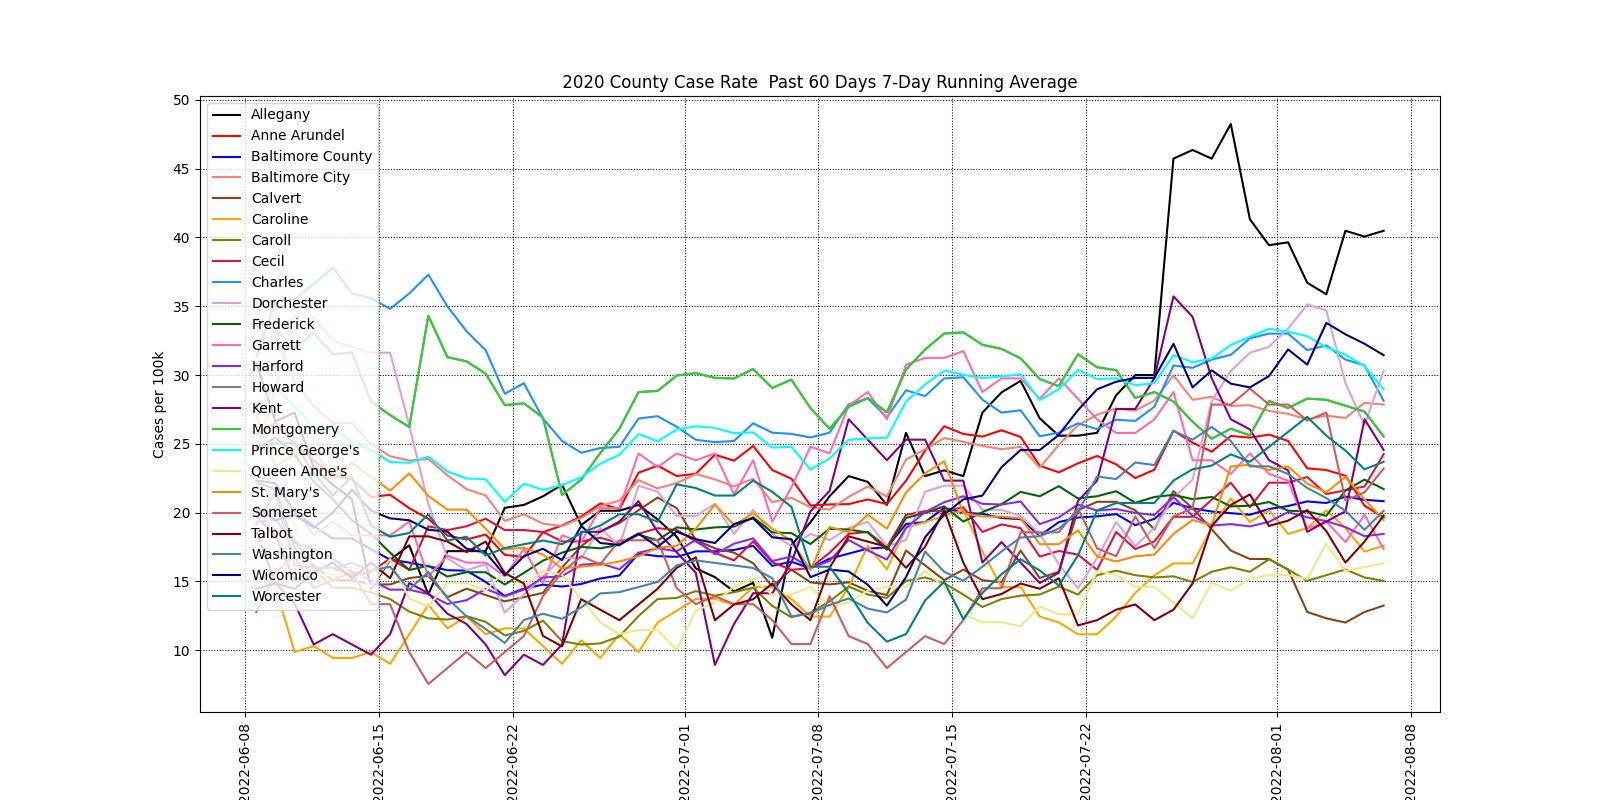 2020 County Case Rate  Past 60 Days 7-Day Running Average
Cases per 100k
50
45
40
35
30
25
20
15
10
Allegany
Anne Arundel
Baltimore County
Baltimore City
Calvert
Caroline
Caroll
Cecil
Charles
Dorchester
Frederick
Garrett
Harford
Howard
Kent
Montgomery
Prince George's
Queen Anne's
St. Mary's
Somerset
Talbot
Washington
Wicomico
Worcester
2022-06-08
2022-06-15
2022-06-22
2022-07-01
2022-07-08
2022-07-15
2022-07-22
2022-08-01
2022-08-08